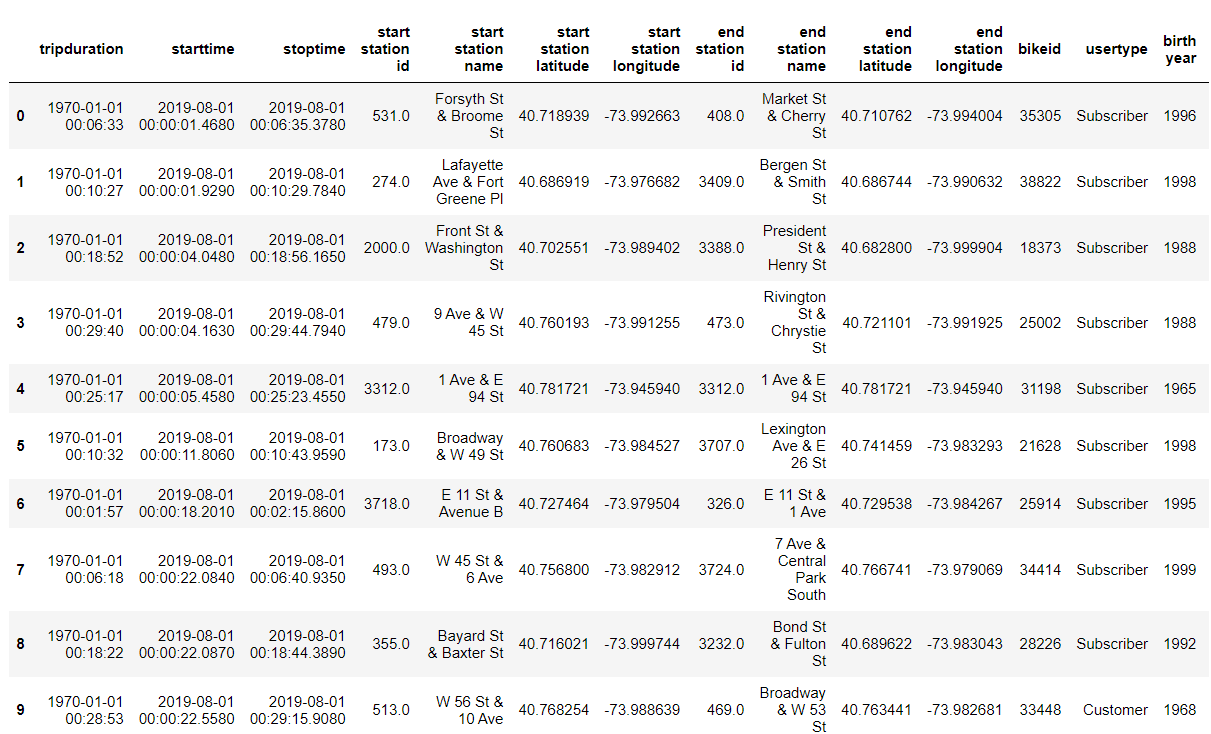 tripduration starttime stoptime start station id start station name start station latitude start station longitude end station id end station name end station latitude end station longitude bikeid usertype birth year
0 1970-01-01 00:06:33 2019-08-01 00:00:01.4680 2019-08-01 00:06:35.3780 531.0 Forsyth St & Broome St 40.718939 -73.992663 408.0 Market St & Cherry St 40.710762 -73.994004 35305 Subscriber 1996
1 1970-01-01 00:10:27 2019-08-01 00:00:01.9290 2019-08-01 00:10:29.7840 274.0 Lafayette Ave & Fort Greene Pl 40.686919 -73.976682 3409.0 Bergen St & Smith St 40.686744 -73.990632 38822 Subscriber 1998
2 1970-01-01 00:18:52 2019-08-01 00:00:04.0480 2019-08-01 00:18:56.1650 2000.0 Front St & Washington St 40.702551 -73.989402 3388.0 President St & Henry St 40.682800 -73.999904 18373 Subscriber 1988
3 1970-01-01 00:29:40 2019-08-01 00:00:04.1630 2019-08-01 00:29:44.7940 479.0 9 Ave & W 45 St 40.760193 -73.991255 473.0 Rivington St & Chrystie St 40.721101 -73.991925 25002 Subscriber 1988
4 1970-01-01 00:25:17 2019-08-01 00:00:05.4580 2019-08-01 00:25:23.4550 3312.0 1 Ave & E 94 St 40.781721 -73.945940 3312.0 1 Ave & E 94 St 40.781721 -73.945940 31198 Subscriber 1965
5 1970-01-01 00:10:32 2019-08-01 00:00:11.8060 2019-08-01 00:10:43.9590 173.0 Broadway & W 49 St 40.760683 -73.984527 3707.0 Lexington Ave & E 26 St 40.741459 -73.983293 21628 Subscriber 1998
6 1970-01-01 00:01:57 2019-08-01 00:00:18.2010 2019-08-01 00:02:15.8600 3718.0 E 11 St & Avenue B 40.727464 -73.979504 326.0 E 11 St & 1 Ave 40.729538 -73.984267 25914 Subscriber 1995
7 1970-01-01 00:06:18 2019-08-01 00:00:22.0840 2019-08-01 00:06:40.9350 493.0 W 45 St & 6 Ave 40.756800 -73.982912 3724.0 7 Ave & Central Park South 40.766741 -73.979069 34414 Subscriber 1999
8 1970-01-01 00:18:22 2019-08-01 00:00:22.0870 2019-08-01 00:18:44.3890 355.0 Bayard St & Baxter St 40.716021 -73.999744 3232.0 Bond St & Fulton St 40.689622 -73.983043 28226 Subscriber 1992
9 1970-01-01 00:28:53 2019-08-01 00:00:22.5580 2019-08-01 00:29:15.9080 513.0 W 56 St & 10 Ave 40.768254 -73.988639 469.0 Broadway & W 53 St 40.763441 -73.982681 33448 Customer 1968